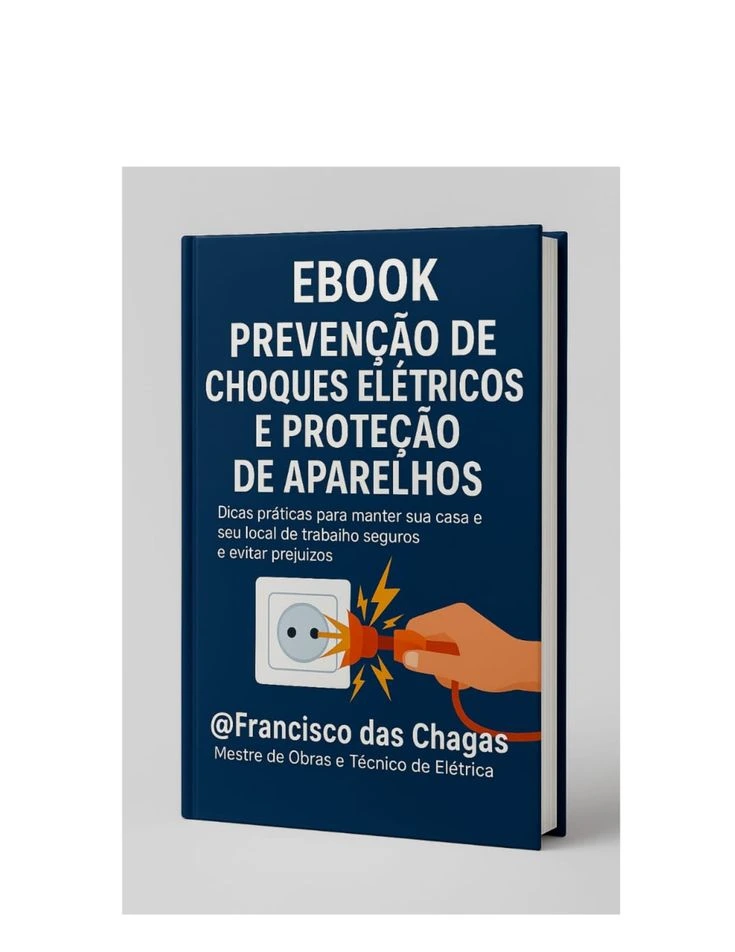 EBOOK
PREVENÇÃO DE
CHOQUES ELÉTRICOS
E PROTEÇÃO
DE APARELHOS
Dicas práticas para manter sua casa e
seu local de trabaiho seguros
e evitar prejuizos
@Francisco das Chagas
Mestre de Obras e Técnico de Elétrica